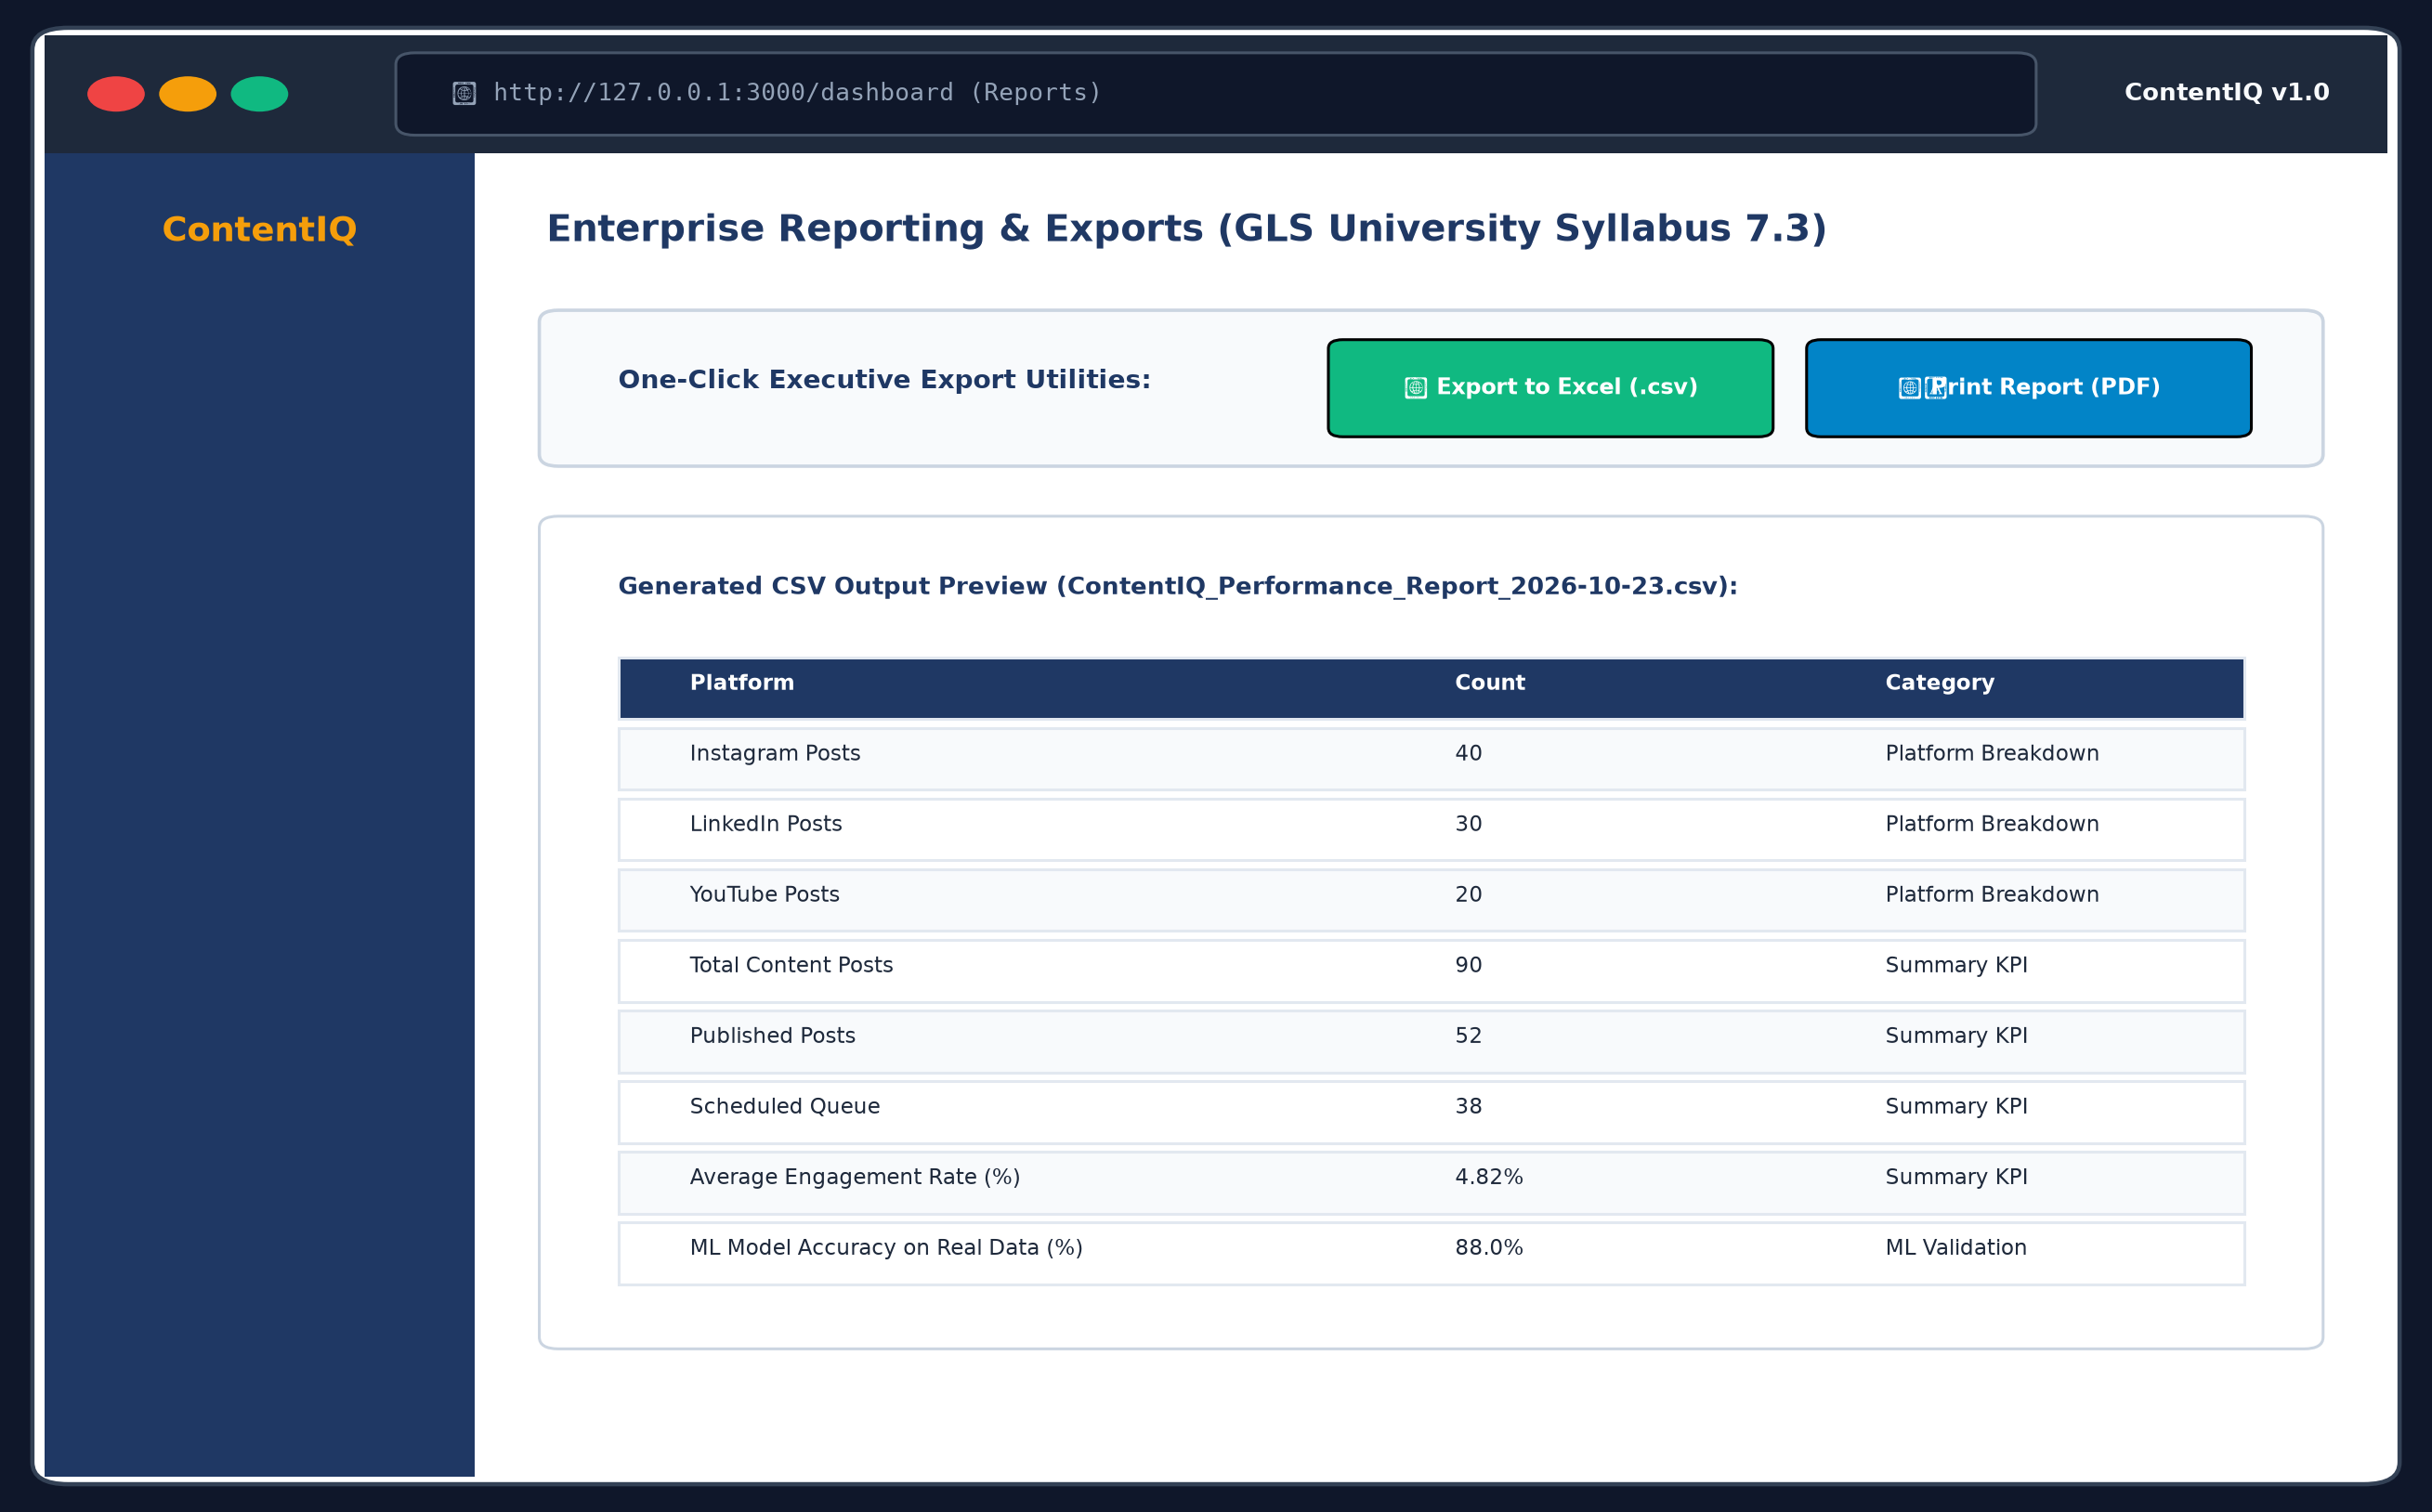 http://127.0.0.1:3000/dashboard (Reports)
ContentIQ v1.0
ContentIQ
Enterprise Reporting & Exports (GLS University Syllabus 7.3)
One-Click Executive Export Utilities:
Export to Excel (.csv)
Print Report (PDF)
Generated CSV Output Preview (ContentIQ_Performance_Report_2026-10-23.csv):
Platform Count Category
Instagram Posts 40 Platform Breakdown
LinkedIn Posts 30 Platform Breakdown
YouTube Posts 20 Platform Breakdown
Total Content Posts 90 Summary KPI
Published Posts 52 Summary KPI
Scheduled Queue 38 Summary KPI
Average Engagement Rate (%) 4.82% Summary KPI
ML Model Accuracy on Real Data (%) 88.0% ML Validation